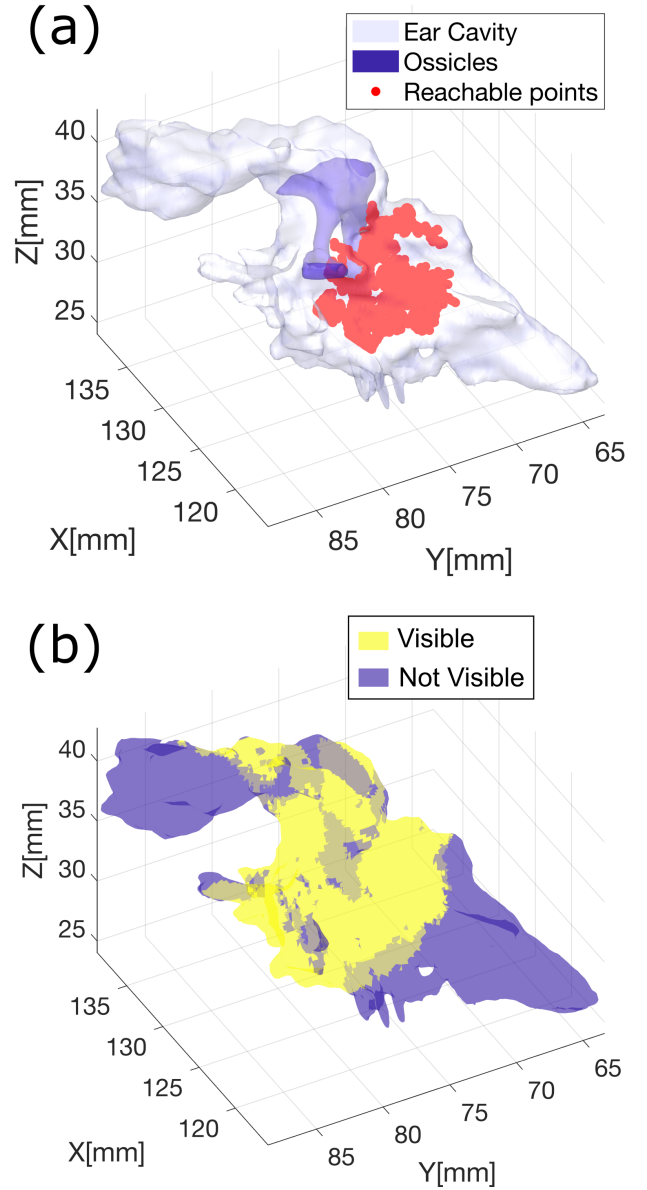 (a)
Ear Cavity
Ossicles
Reachable points
40
35
30
25
Z[mm]
135
130
125
120
X[mm]
85
80
75
70
65
Y[mm]
(b)
Visible
Not Visible
40
35
30
25
Z[mm]
135
130
125
120
X[mm]
85
80
75
70
65
Y[mm]